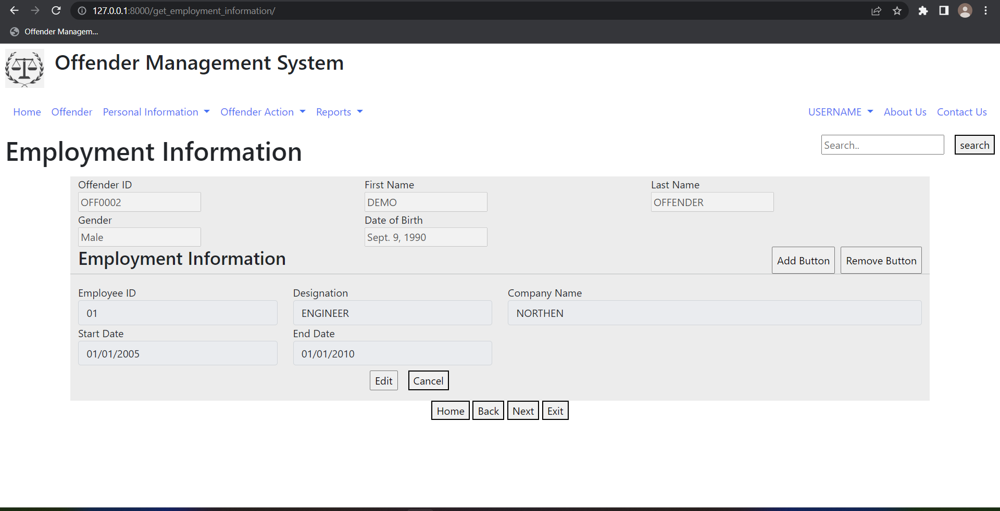 127.0.0.1:8000/get_employment_information/
Offender Managem...
Offender Management System
Home Offender Personal Information Offender Action Reports USERNAME About Us Contact Us
Employment Information Search.. search
Offender ID First Name Last Name
OFF0002 DEMO OFFENDER
Gender Date of Birth
Male Sept. 9, 1990
Employment Information Add Button Remove Button
Employee ID Designation Company Name
01 ENGINEER NORTHEN
Start Date End Date
01/01/2005 01/01/2010
Edit Cancel
Home Back Next Exit